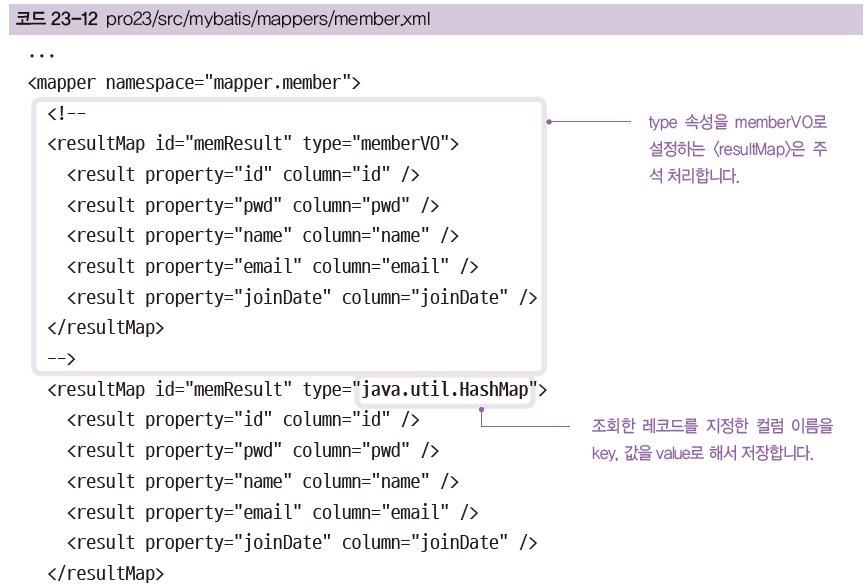 코드 23-12 pro23/src/mybatis/mappers/member.xml
...
<mapper namespace="mapper.member">
<!--
<resultMap id="memResult" type="memberVO">
<result property="id" column="id" />
<result property="pwd" column="pwd" />
<result property="name" column="name" />
<result property="email" column="email" />
<result property="joinDate" column="joinDate" />
</resultMap>
-->
type 속성을 memberVO로
설정하는 〈resultMap〉은 주
석 처리합니다.
<resultMap id="memResult" type="java.util.HashMap">
<result property="id" column="id" />
<result property="pwd" column="pwd" />
<result property="name" column="name" />
<result property="email" column="email" />
<result property="joinDate" column="joinDate" />
</resultMap>
조회한 레코드를 지정한 컬럼 이름을
key, 값을 value로 해서 저장합니다.